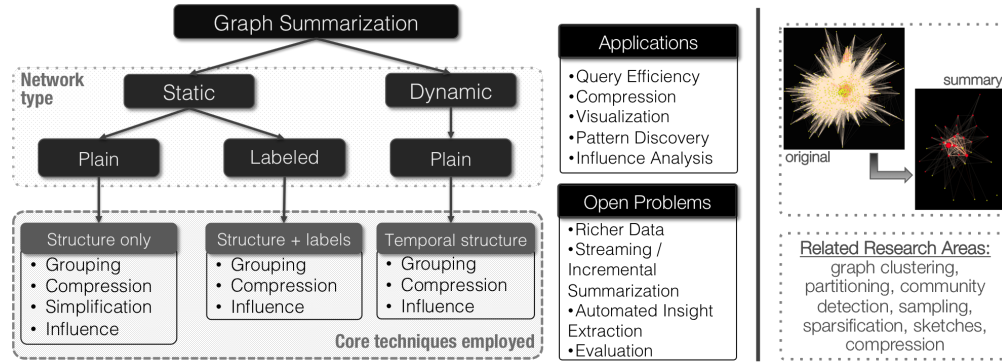 Graph Summarization
Network
type
Static
Dynamic
Plain
Labeled
Plain
Structure only
• Grouping
• Compression
• Simplification
• Influence
Structure + labels
• Grouping
• Compression
• Influence
Temporal structure
• Grouping
• Compression
• Influence
Core techniques employed
Applications
•Query Efficiency
•Compression
•Visualization
•Pattern Discovery
•Influence Analysis
Open Problems
•Richer Data
•Streaming /
Incremental
Summarization
•Automated Insight
Extraction
•Evaluation
original
summary
Related Research Areas:
graph clustering,
partitioning, community
detection, sampling,
sparsification, sketches,
compression